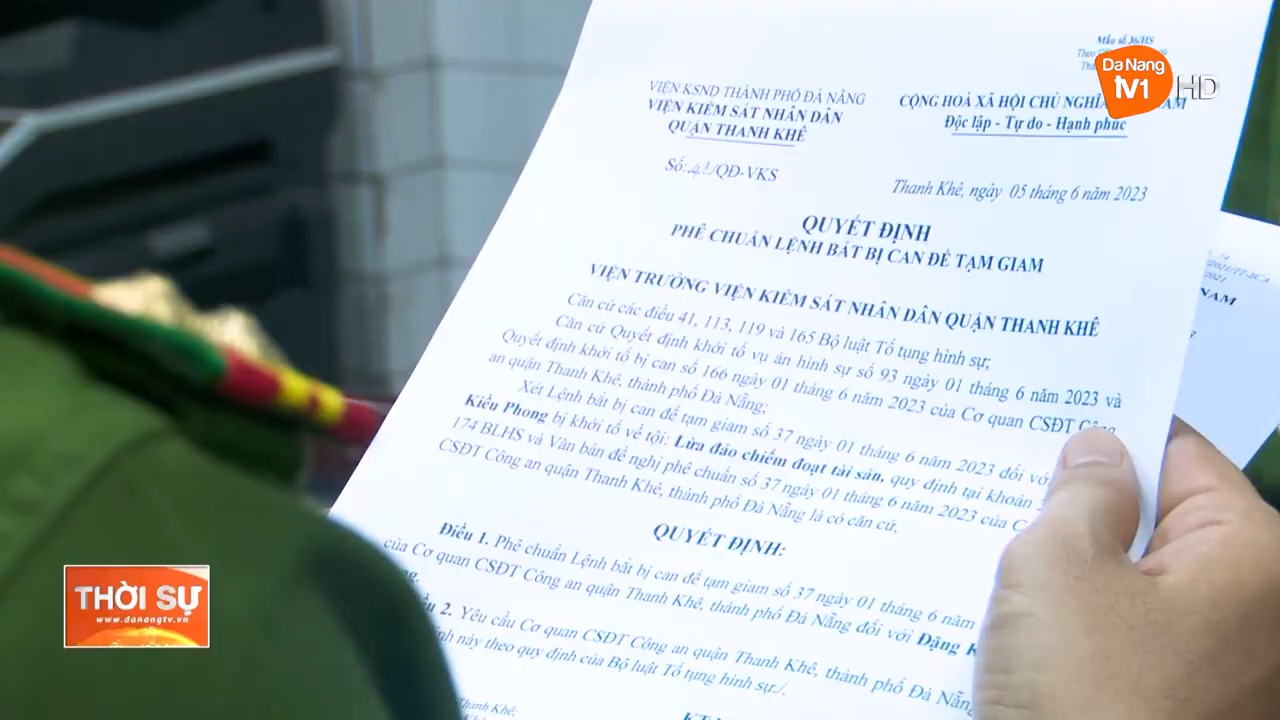 Mẫu số 36/HS
Da Nang
TV1 HD
VIỆN KSND THÀNH PHỐ ĐÀ NẴNG
VIỆN KIỂM SÁT NHÂN DÂN
QUẬN THANH KHÊ
CỘNG HOÀ XÃ HỘI CHỦ NGHĨA
Độc lập - Tự do - Hạnh phúc
Số: /QĐ-VKS
Thanh Khê, ngày 05 tháng 6 năm 2023
QUYẾT ĐỊNH
PHÊ CHUẨN LỆNH BẮT BỊ CAN ĐỂ TẠM GIAM
VIỆN TRƯỞNG VIỆN KIỂM SÁT NHÂN DÂN QUẬN THANH KHÊ
Căn cứ các điều 41, 113, 119 và 165 Bộ luật Tố tụng hình sự;
Căn cứ Quyết định khởi tố vụ án hình sự số 93 ngày 01 tháng 6 năm 2023 và
Quyết định khởi tố bị can số 166 ngày 01 tháng 6 năm 2023 của Cơ quan CSĐT Công
an quận Thanh Khê, thành phố Đà Nẵng;
Xét Lệnh bắt bị can để tạm giam số 37 ngày 01 tháng 6 năm 2023 đối với
Kiều Phong bị khởi tố về tội: Lừa đảo chiếm đoạt tài sản, quy định tại khoản
174 BLHS và Văn bản đề nghị phê chuẩn số 37 ngày 01 tháng 6 năm 2023 của
CSĐT Công an quận Thanh Khê, thành phố Đà Nẵng là có căn cứ,
QUYẾT ĐỊNH:
Điều 1. Phê chuẩn Lệnh bắt bị can để tạm giam số 37 ngày 01 tháng 6 năm
của Cơ quan CSĐT Công an quận Thanh Khê, thành phố Đà Nẵng đối với Đặng
2. Yêu cầu Cơ quan CSĐT Công an quận Thanh Khê, thành phố Đà Nẵng
này theo quy định của Bộ luật Tố tụng hình sự./.
Thanh Khê;
NAM
THỜI SỰ
www.danangtv.vn